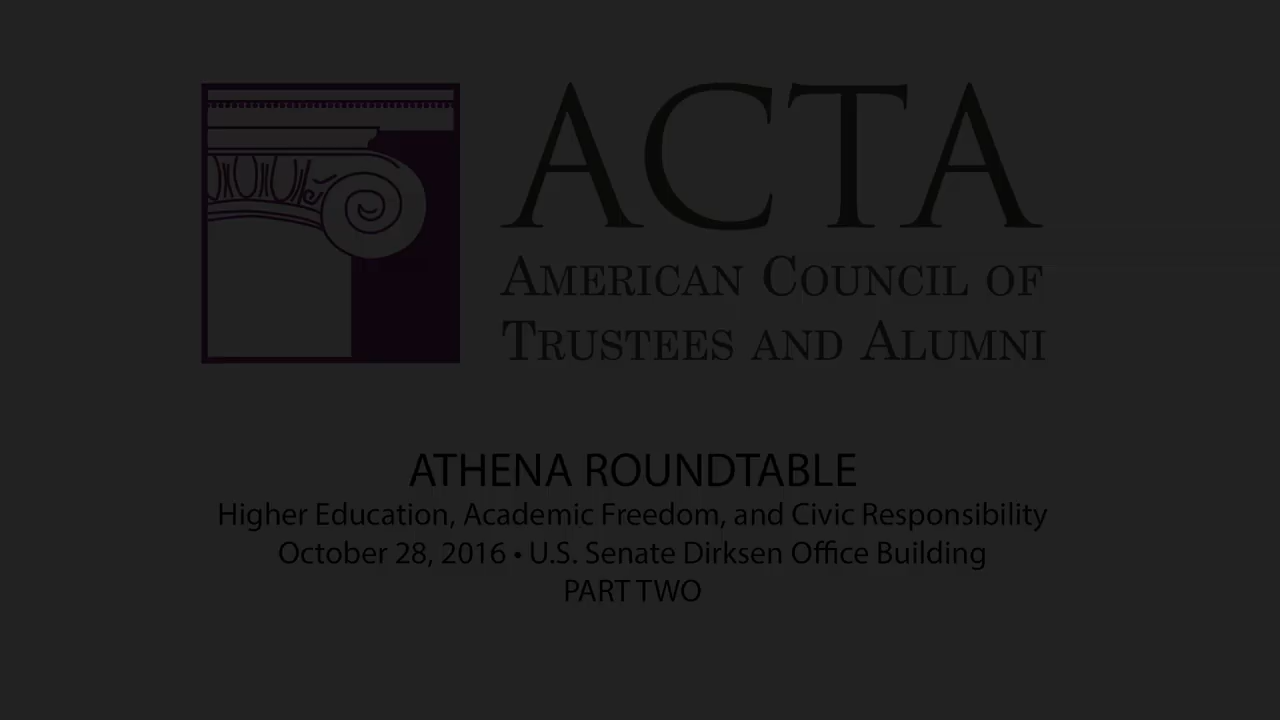 ACTA
AMERICAN COUNCIL OF
TRUSTEES AND ALUMNI
ATHENA ROUNDTABLE
Higher Education, Academic Freedom, and Civic Responsibility
October 28, 2016 • U.S. Senate Dirksen Office Building
PART TWO